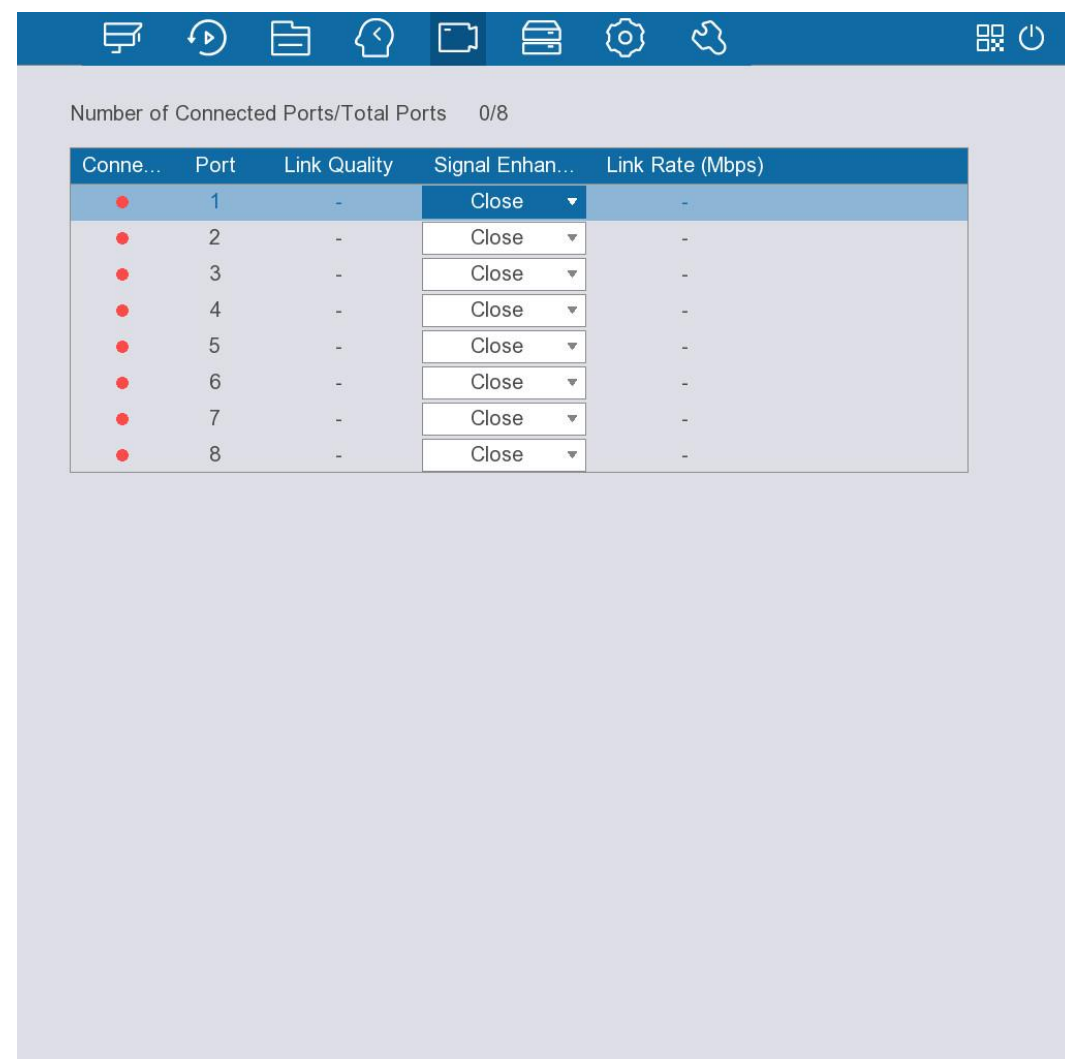 Number of Connected Ports/Total Ports 0/8
Conne... Port Link Quality Signal Enhan... Link Rate (Mbps)
1 - Close -
2 - Close -
3 - Close -
4 - Close -
5 - Close -
6 - Close -
7 - Close -
8 - Close -